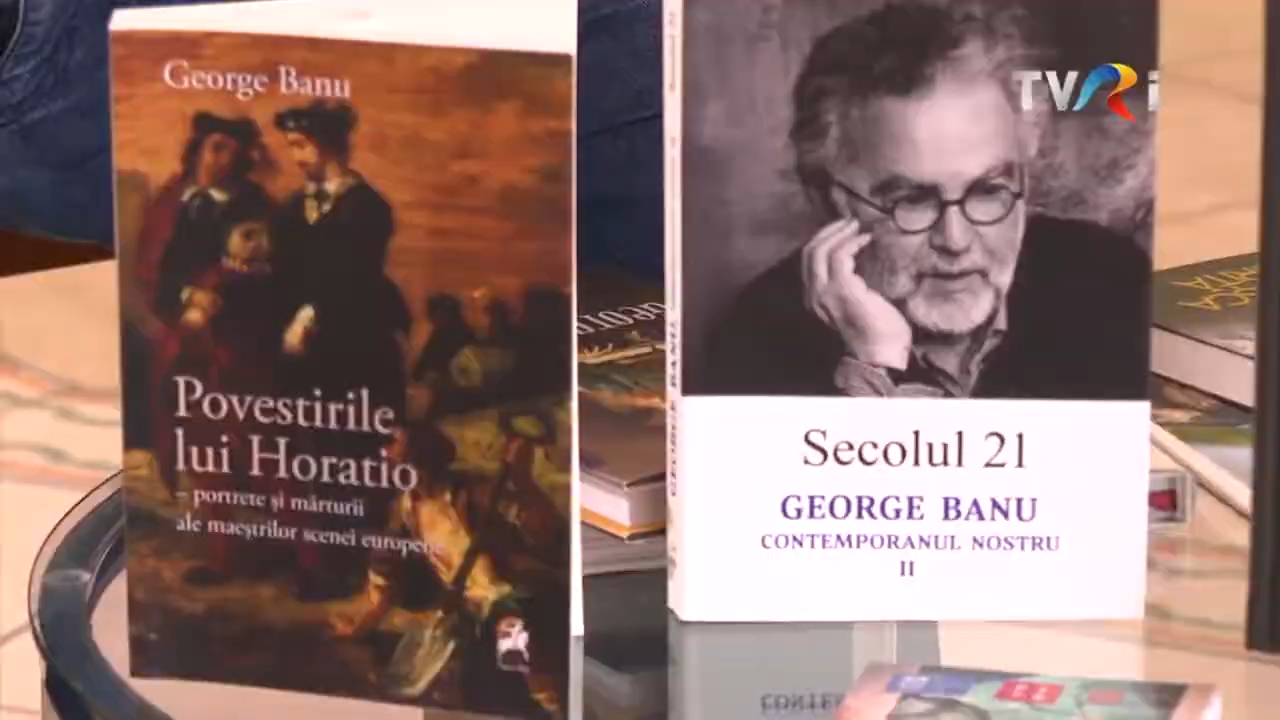 George Banu
Povestirile
lui Horatio
– portrete și mărturii
ale maeștrilor scenei europene
TVR i
Secolul 21
GEORGE BANU
CONTEMPORANUL NOSTRU
II